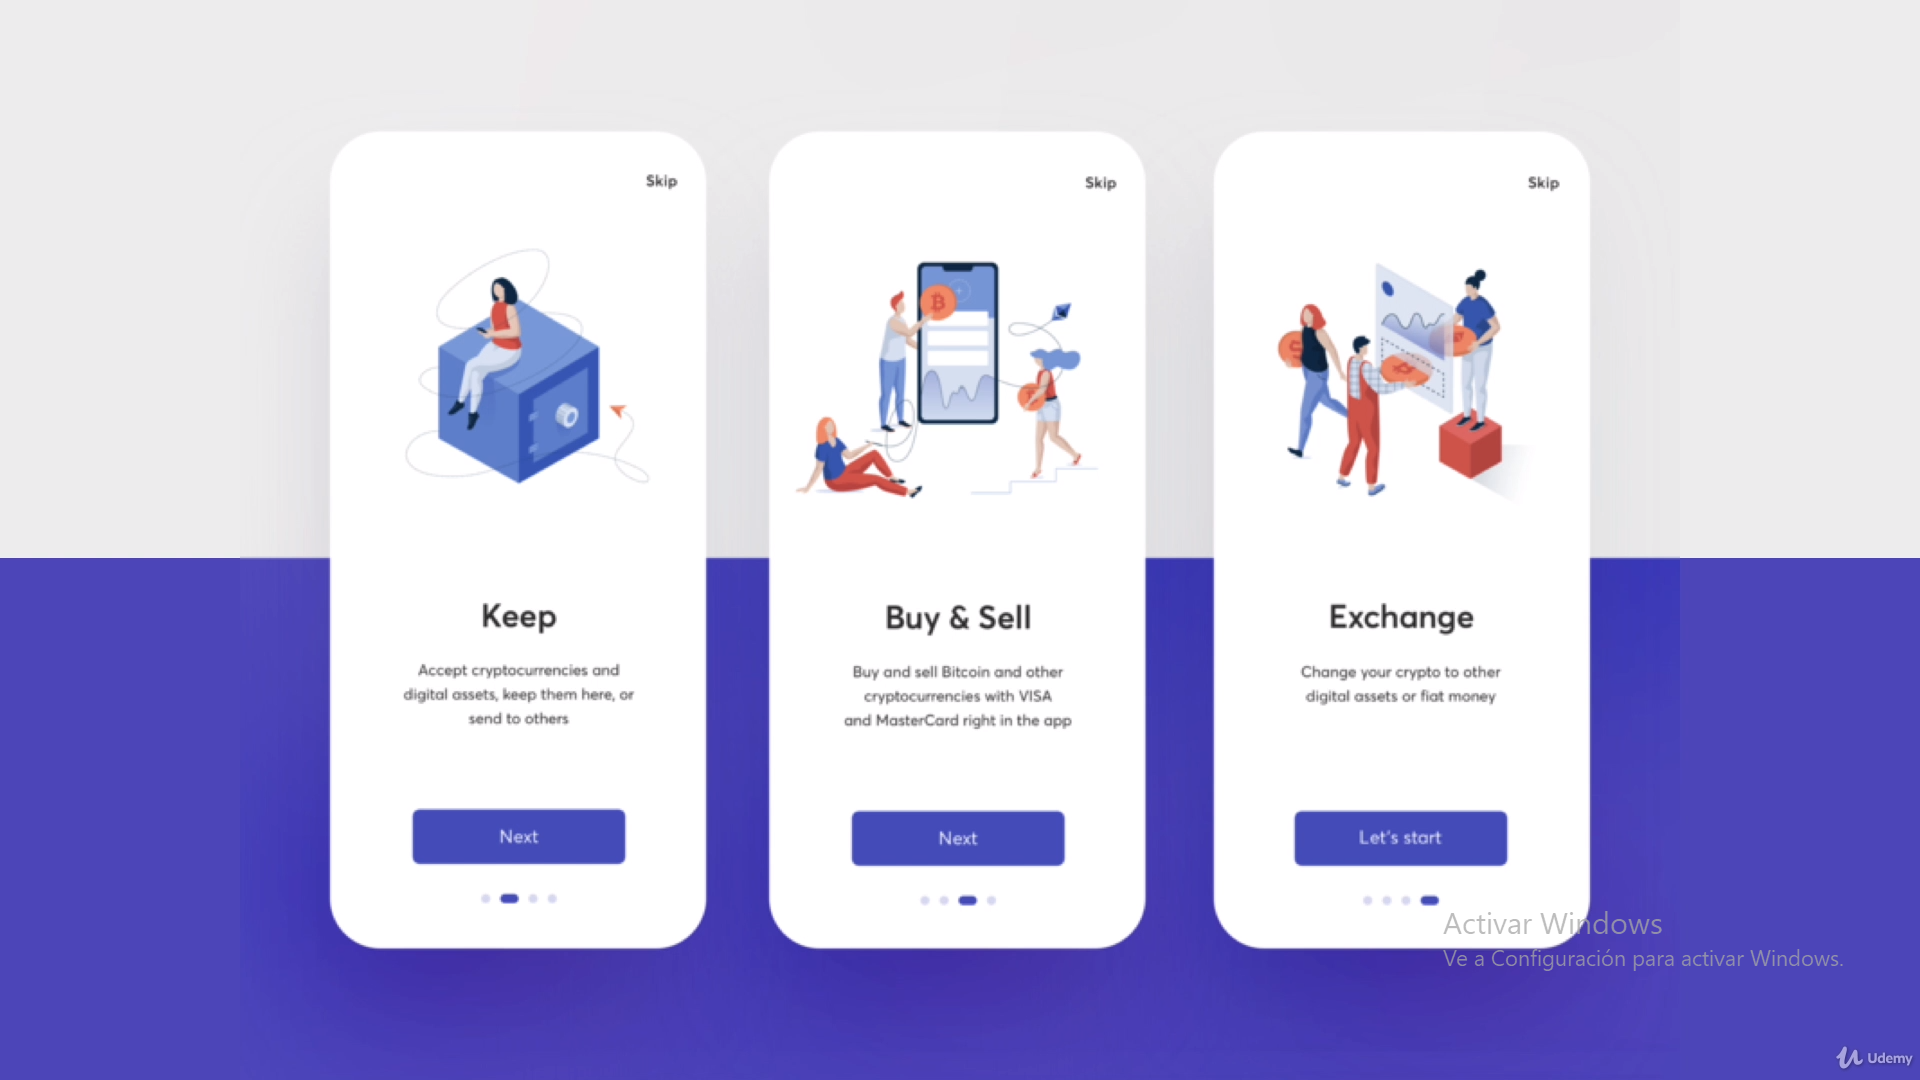 Skip
Keep
Accept cryptocurrencies and
digital assets, keep them here, or
send to others
Next
Skip
Buy & Sell
Buy and sell Bitcoin and other
cryptocurrencies with VISA
and MasterCard right in the app
Next
Skip
Exchange
Change your crypto to other
digital assets or fiat money
Let's start
Activar Windows
Ve a Configuración para activar Windows.
Udemy